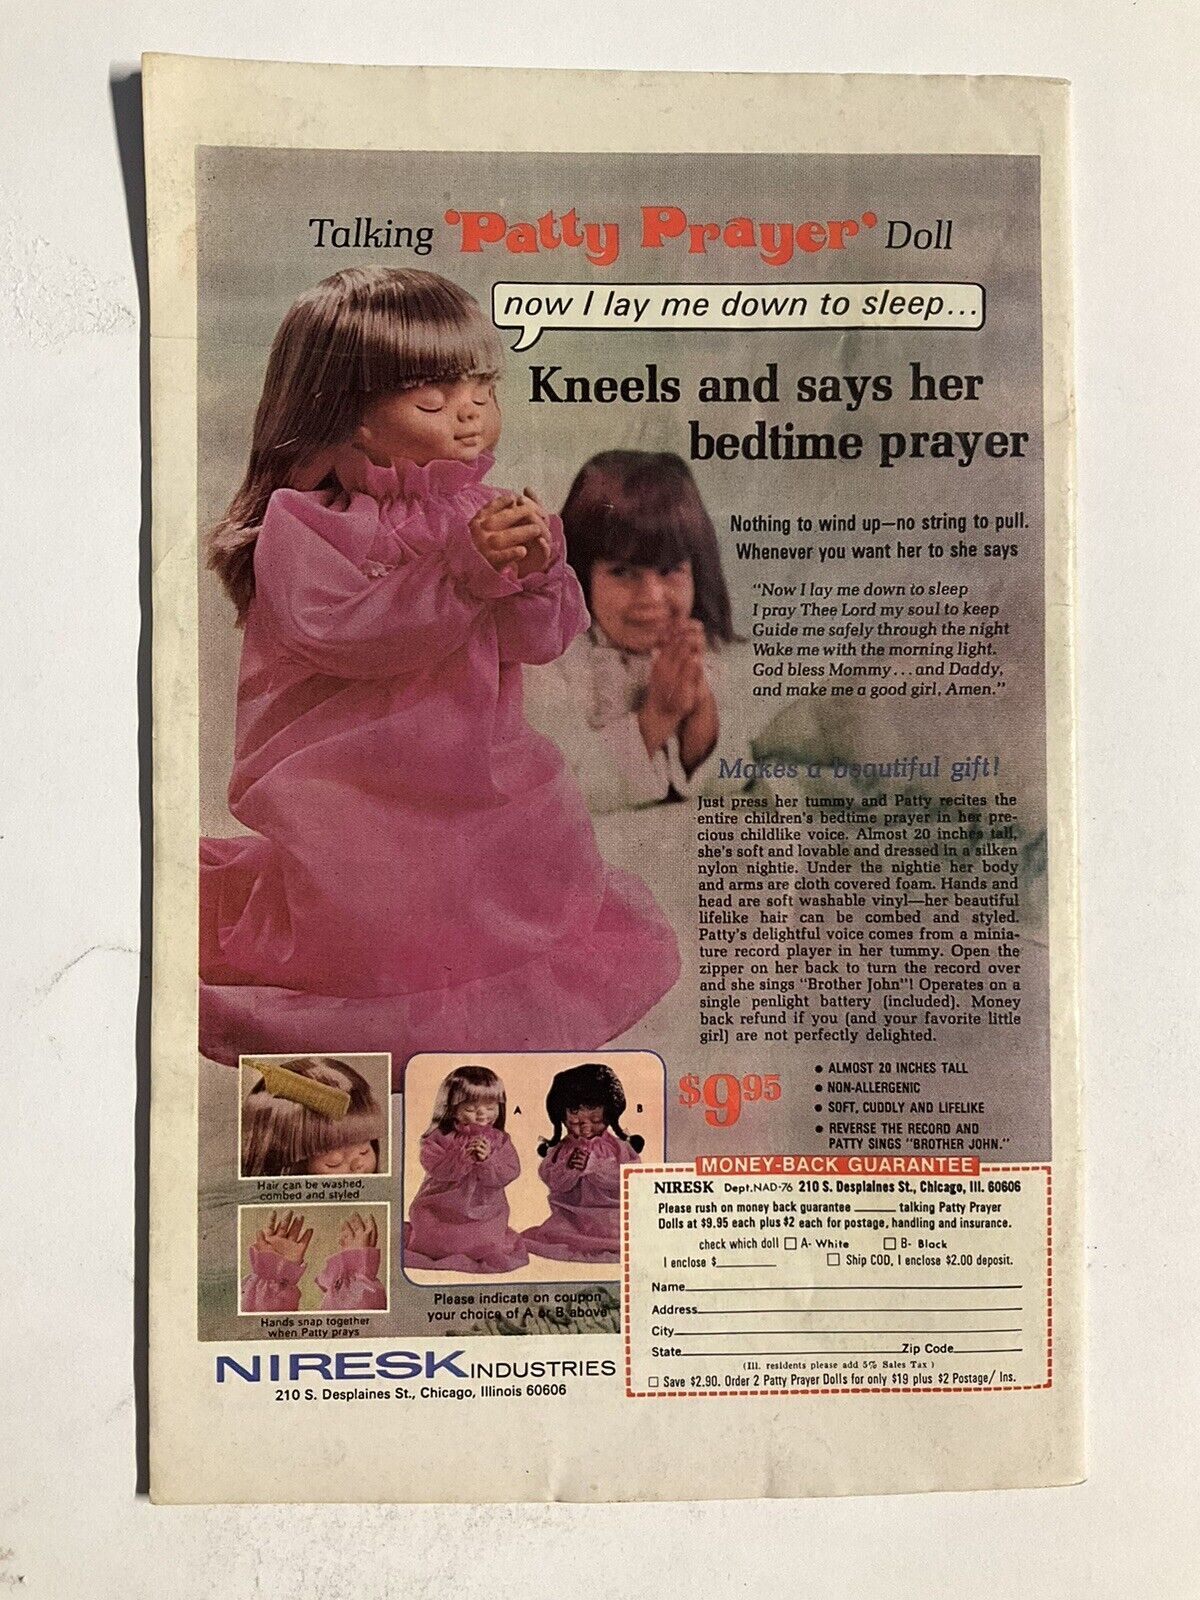 Talking 'Patty Prayer' Doll
now I lay me down to sleep...
Kneels and says her
bedtime prayer
Nothing to wind up—no string to pull.
Whenever you want her to she says
"Now I lay me down to sleep
I pray Thee Lord my soul to keep
Guide me safely through the night
Wake me with the morning light.
God bless Mommy...and Daddy,
and make me a good girl, Amen."
Makes a beautiful gift!
Just press her tummy and Patty recites the
entire children's bedtime prayer in her pre-
cious childlike voice. Almost 20 inches tall,
she's soft and lovable and dressed in a silken
nylon nightie. Under the nightie her body
and arms are cloth covered foam. Hands and
head are soft washable vinyl—her beautiful
lifelike hair can be combed and styled.
Patty's delightful voice comes from a minia-
ture record player in her tummy. Open the
zipper on her back to turn the record over
and she sings "Brother John"! Operates on a
single penlight battery (included). Money
back refund if you (and your favorite little
girl) are not perfectly delighted.
$9.95
• ALMOST 20 INCHES TALL
• NON-ALLERGENIC
• SOFT, CUDDLY AND LIFELIKE
• REVERSE THE RECORD AND
PATTY SINGS "BROTHER JOHN."
Hair can be washed,
combed and styled
Hands snap together
when Patty prays
A
B
Please indicate on coupon
your choice of A or B above
NIRESK INDUSTRIES
210 S. Desplaines St., Chicago, Illinois 60606
MONEY-BACK GUARANTEE
NIRESK Dept.NAD-76 210 S. Desplaines St., Chicago, Ill. 60606
Please rush on money back guarantee ______ talking Patty Prayer
Dolls at $9.95 each plus $2 each for postage, handling and insurance.
check which doll ☐ A- White ☐ B- Black
I enclose $________ ☐ Ship COD, I enclose $2.00 deposit.
Name
Address
City
State Zip Code
(Ill. residents please add 5% Sales Tax)
☐ Save $2.90. Order 2 Patty Prayer Dolls for only $19 plus $2 Postage/ Ins.